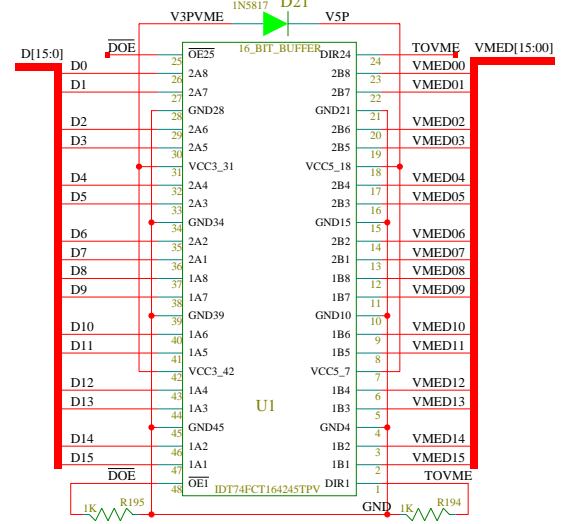 1N5817 D21
V3PVME V5P
D[15:0] DOE 16_BIT_BUFFER TOVME VMED[15:00]
OE25 DIR24
25 24
D0 2A8 2B8 VMED00
26 23
D1 2A7 2B7 VMED01
27 22
GND28 GND21
28 21
D2 2A6 2B6 VMED02
29 20
D3 2A5 2B5 VMED03
30 19
VCC3_31 VCC5_18
31 18
D4 2A4 2B4 VMED04
32 17
D5 2A3 2B3 VMED05
33 16
GND34 GND15
34 15
D6 2A2 2B2 VMED06
35 14
D7 2A1 2B1 VMED07
36 13
D8 1A8 1B8 VMED08
37 12
D9 1A7 1B7 VMED09
38 11
GND39 GND10
39 10
D10 1A6 1B6 VMED10
40 9
D11 1A5 1B5 VMED11
41 8
VCC3_42 VCC5_7
42 7
D12 1A4 1B4 VMED12
43 6
D13 1A3 1B3 VMED13
44 5
U1
GND45 GND4
45 4
D14 1A2 1B2 VMED14
46 3
D15 1A1 1B1 VMED15
47 2
DOE OE1 DIR1 TOVME
48 IDT74FCT164245TPV 1
1K R195 GND 1K R194